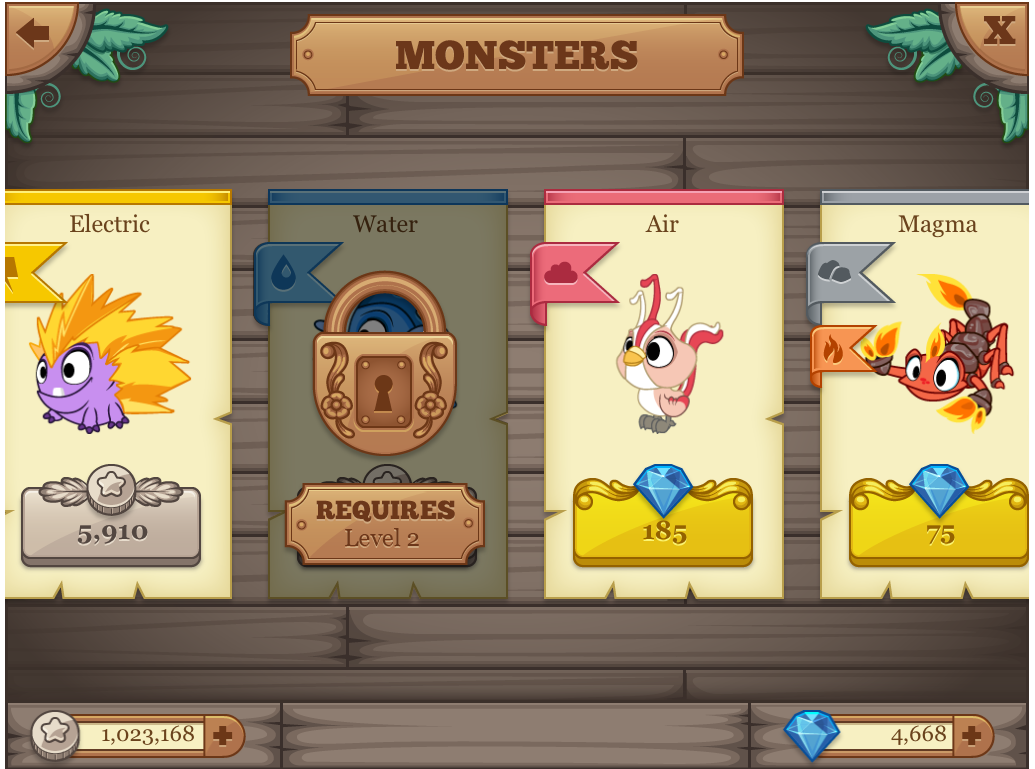 X
MONSTERS
Electric
Water
Air
Magma
5,910
REQUIRES
Level 2
185
75
1,023,168
4,668